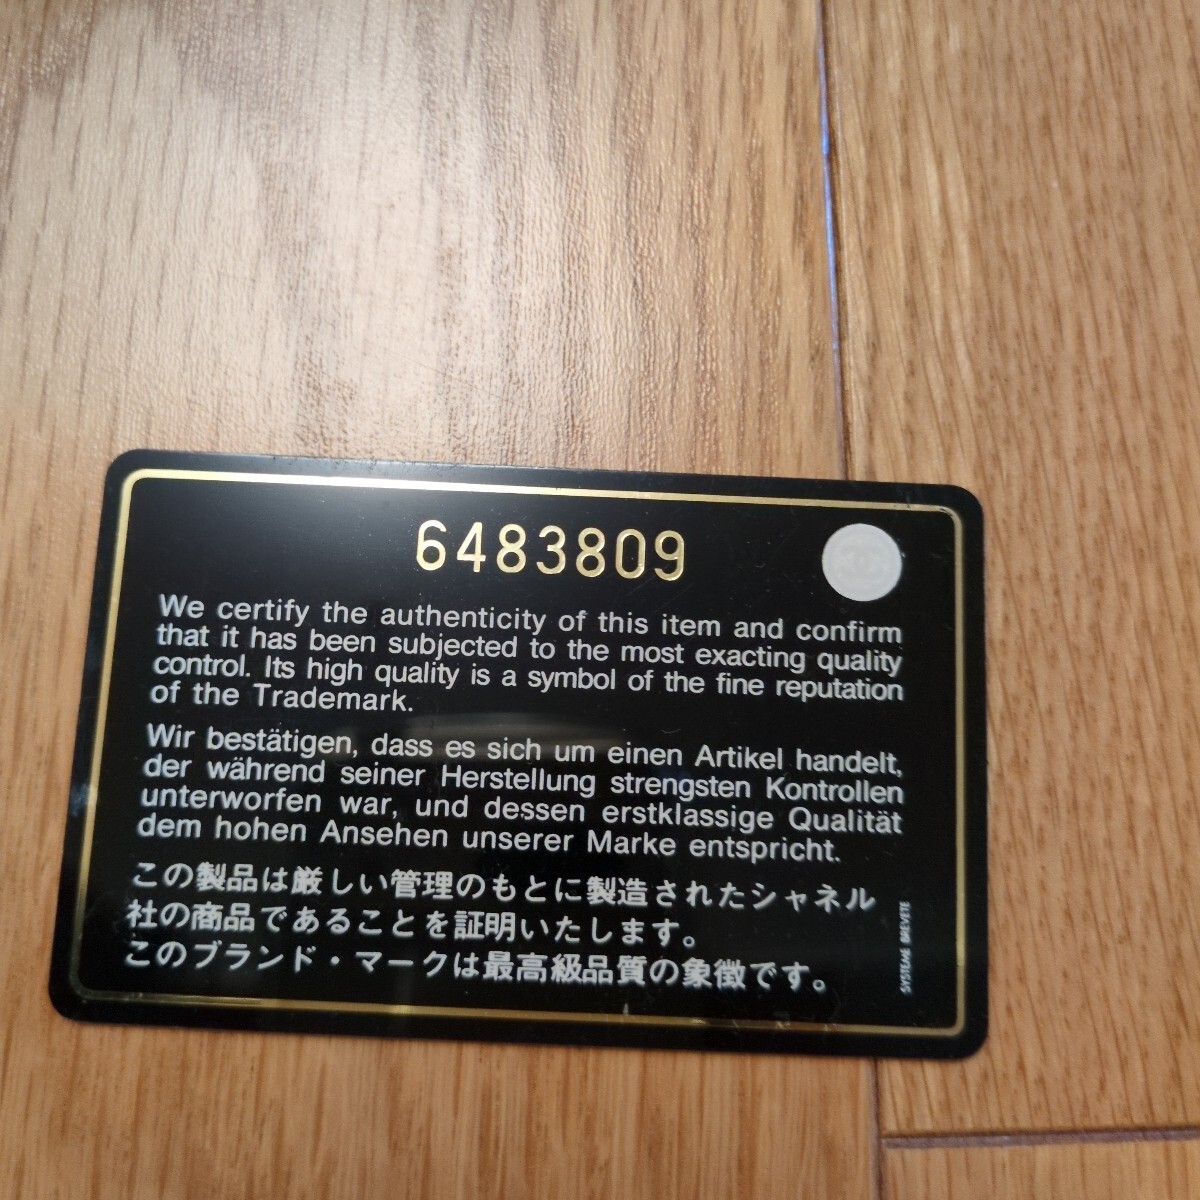 6483809
We certify the authenticity of this item and confirm
that it has been subjected to the most exacting quality
control. Its high quality is a symbol of the fine reputation
of the Trademark.
Wir bestätigen, dass es sich um einen Artikel handelt,
der während seiner Herstellung strengsten Kontrollen
unterworfen war, und dessen erstklassige Qualität
dem hohen Ansehen unserer Marke entspricht.
この製品は厳しい管理のもとに製造されたシャネル
社の商品であることを証明いたします。
このブランド・マークは最高級品質の象徴です。
SYSTEME BREVETE